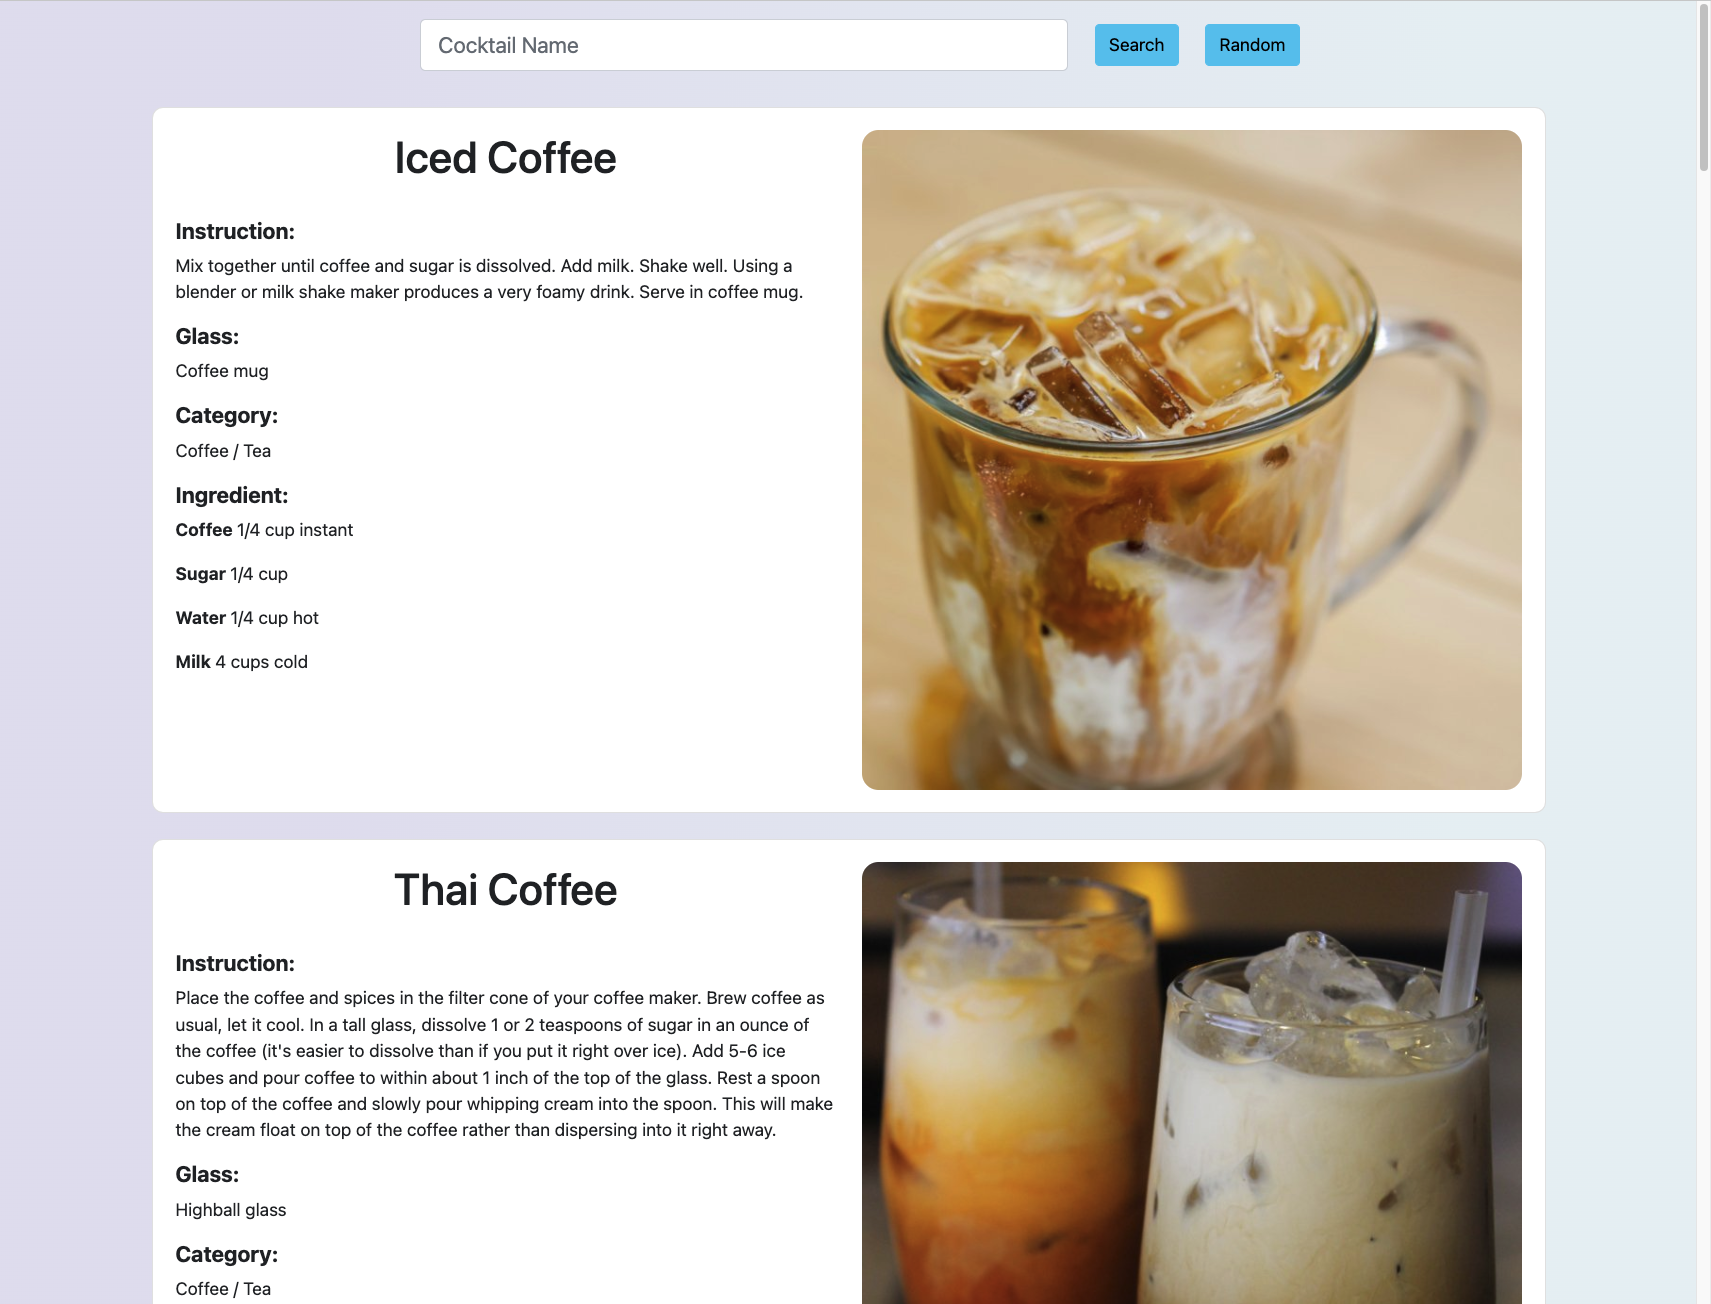 Cocktail Name
Search
Random
Iced Coffee
Instruction:
Mix together until coffee and sugar is dissolved. Add milk. Shake well. Using a
blender or milk shake maker produces a very foamy drink. Serve in coffee mug.
Glass:
Coffee mug
Category:
Coffee / Tea
Ingredient:
Coffee 1/4 cup instant
Sugar 1/4 cup
Water 1/4 cup hot
Milk 4 cups cold
Thai Coffee
Instruction:
Place the coffee and spices in the filter cone of your coffee maker. Brew coffee as
usual, let it cool. In a tall glass, dissolve 1 or 2 teaspoons of sugar in an ounce of
the coffee (it's easier to dissolve than if you put it right over ice). Add 5-6 ice
cubes and pour coffee to within about 1 inch of the top of the glass. Rest a spoon
on top of the coffee and slowly pour whipping cream into the spoon. This will make
the cream float on top of the coffee rather than dispersing into it right away.
Glass:
Highball glass
Category:
Coffee / Tea